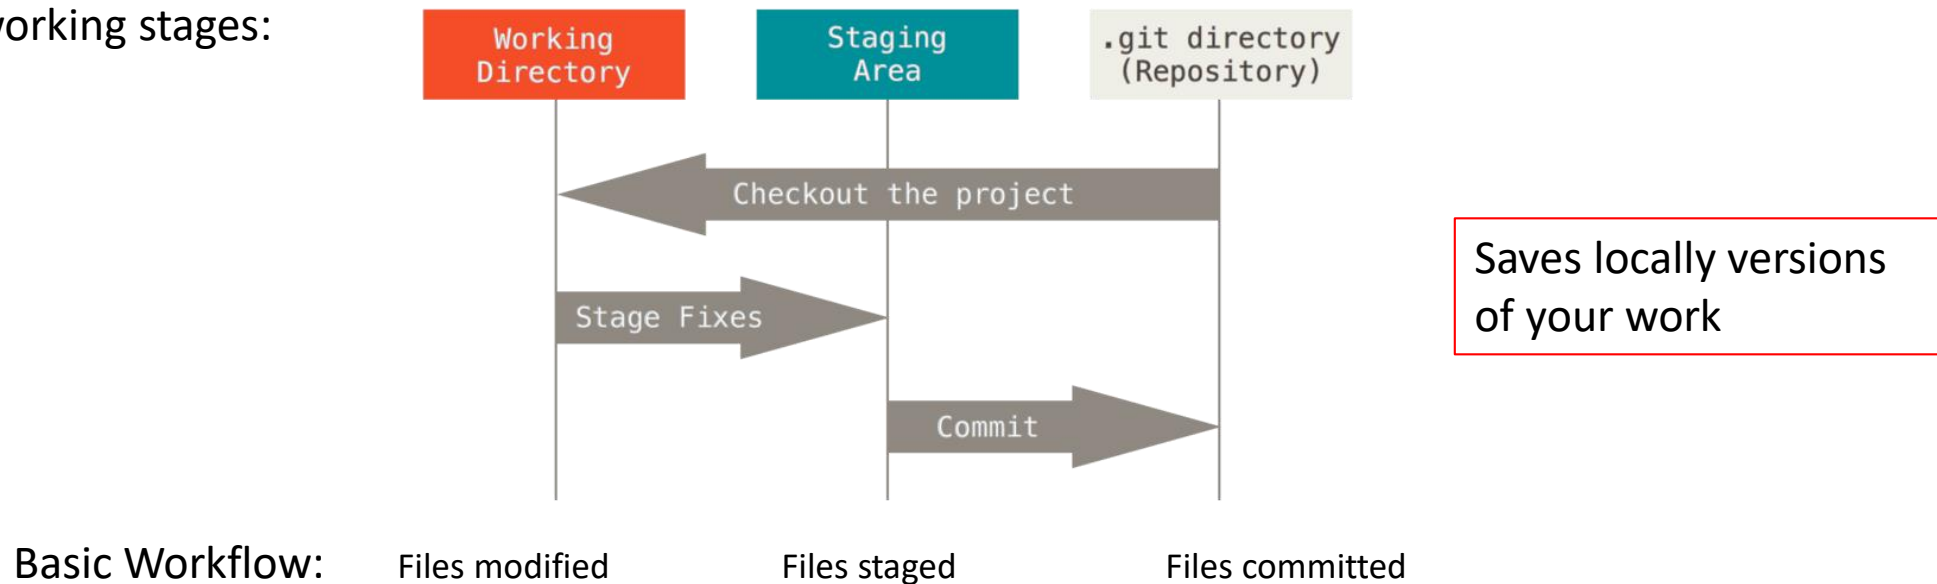 working stages:
Working
Directory
Staging
Area
.git directory
(Repository)
Checkout the project
Stage Fixes
Commit
Saves locally versions
of your work
Basic Workflow:
Files modified
Files staged
Files committed